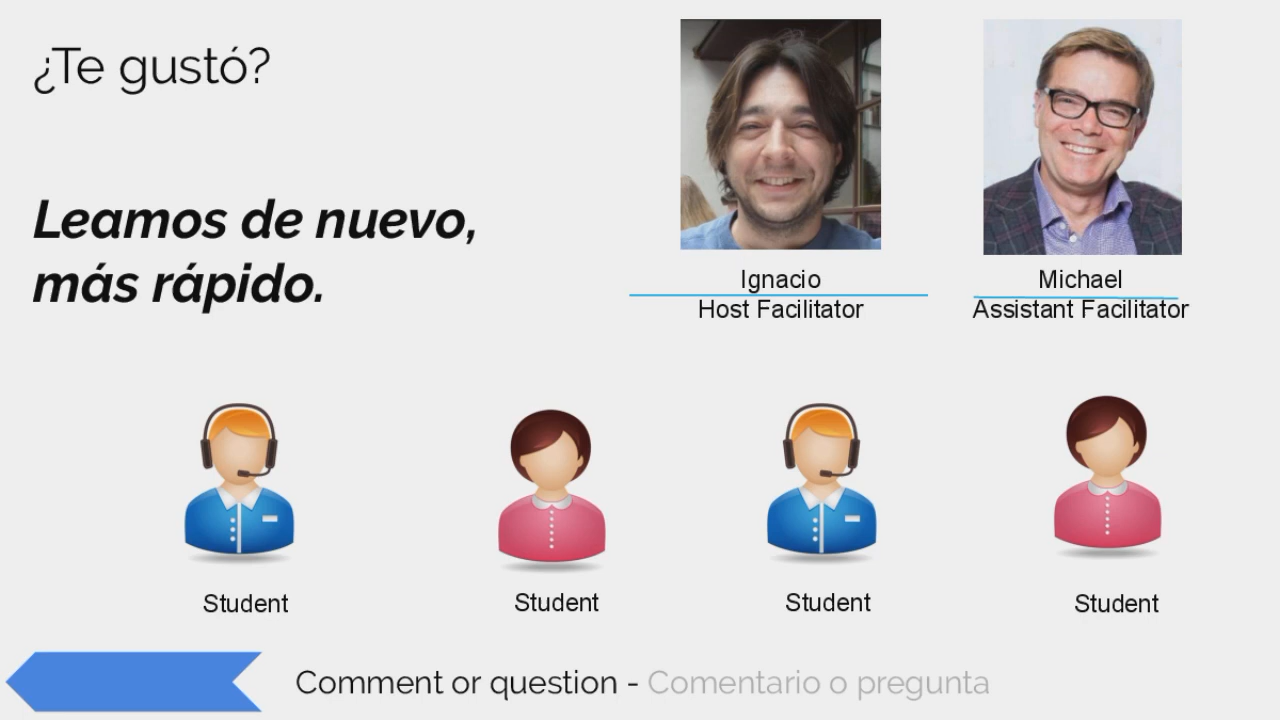 ¿Te gustó?
Leamos de nuevo,
más rápido.
Ignacio
Host Facilitator
Michael
Assistant Facilitator
Student
Student
Student
Student
Comment or question - Comentario o pregunta